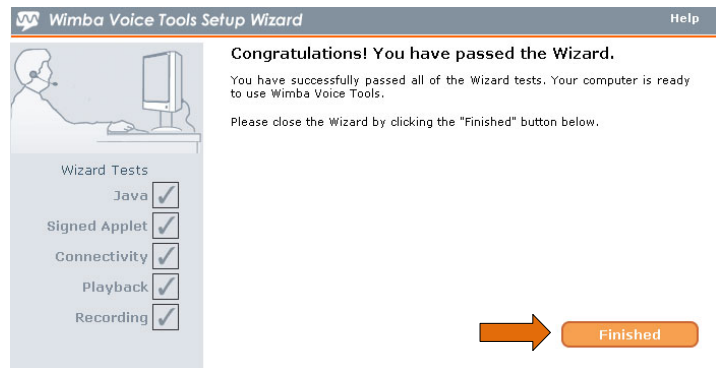 Wimba Voice Tools Setup Wizard
Help
Congratulations! You have passed the Wizard.
You have successfully passed all of the Wizard tests. Your computer is ready
to use Wimba Voice Tools.
Please close the Wizard by clicking the "Finished" button below.
Wizard Tests
Java
Signed Applet
Connectivity
Playback
Recording
Finished